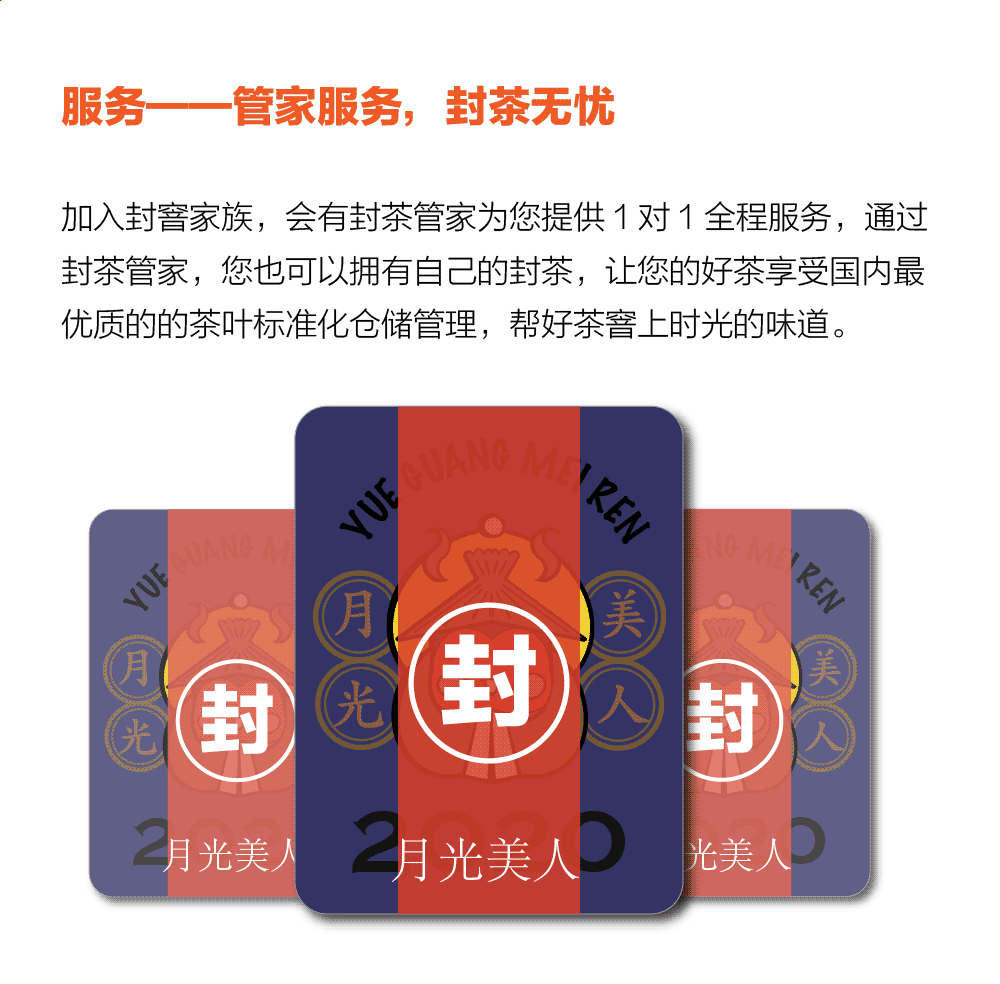 服务——管家服务，封茶无忧
加入封窨家族，会有封茶管家为您提供1对1全程服务，通过
封茶管家，您也可以拥有自己的封茶，让您的好茶享受国内最
优质的的茶叶标准化仓储管理，帮好茶窨上时光的味道。
YUE GUANG MEI REN
月
光
封
2020
月光美人
YUE GUANG MEI REN
月
美
光
人
封
2020
月光美人
GUANG MEI REN
美
人
封
2020
光美人